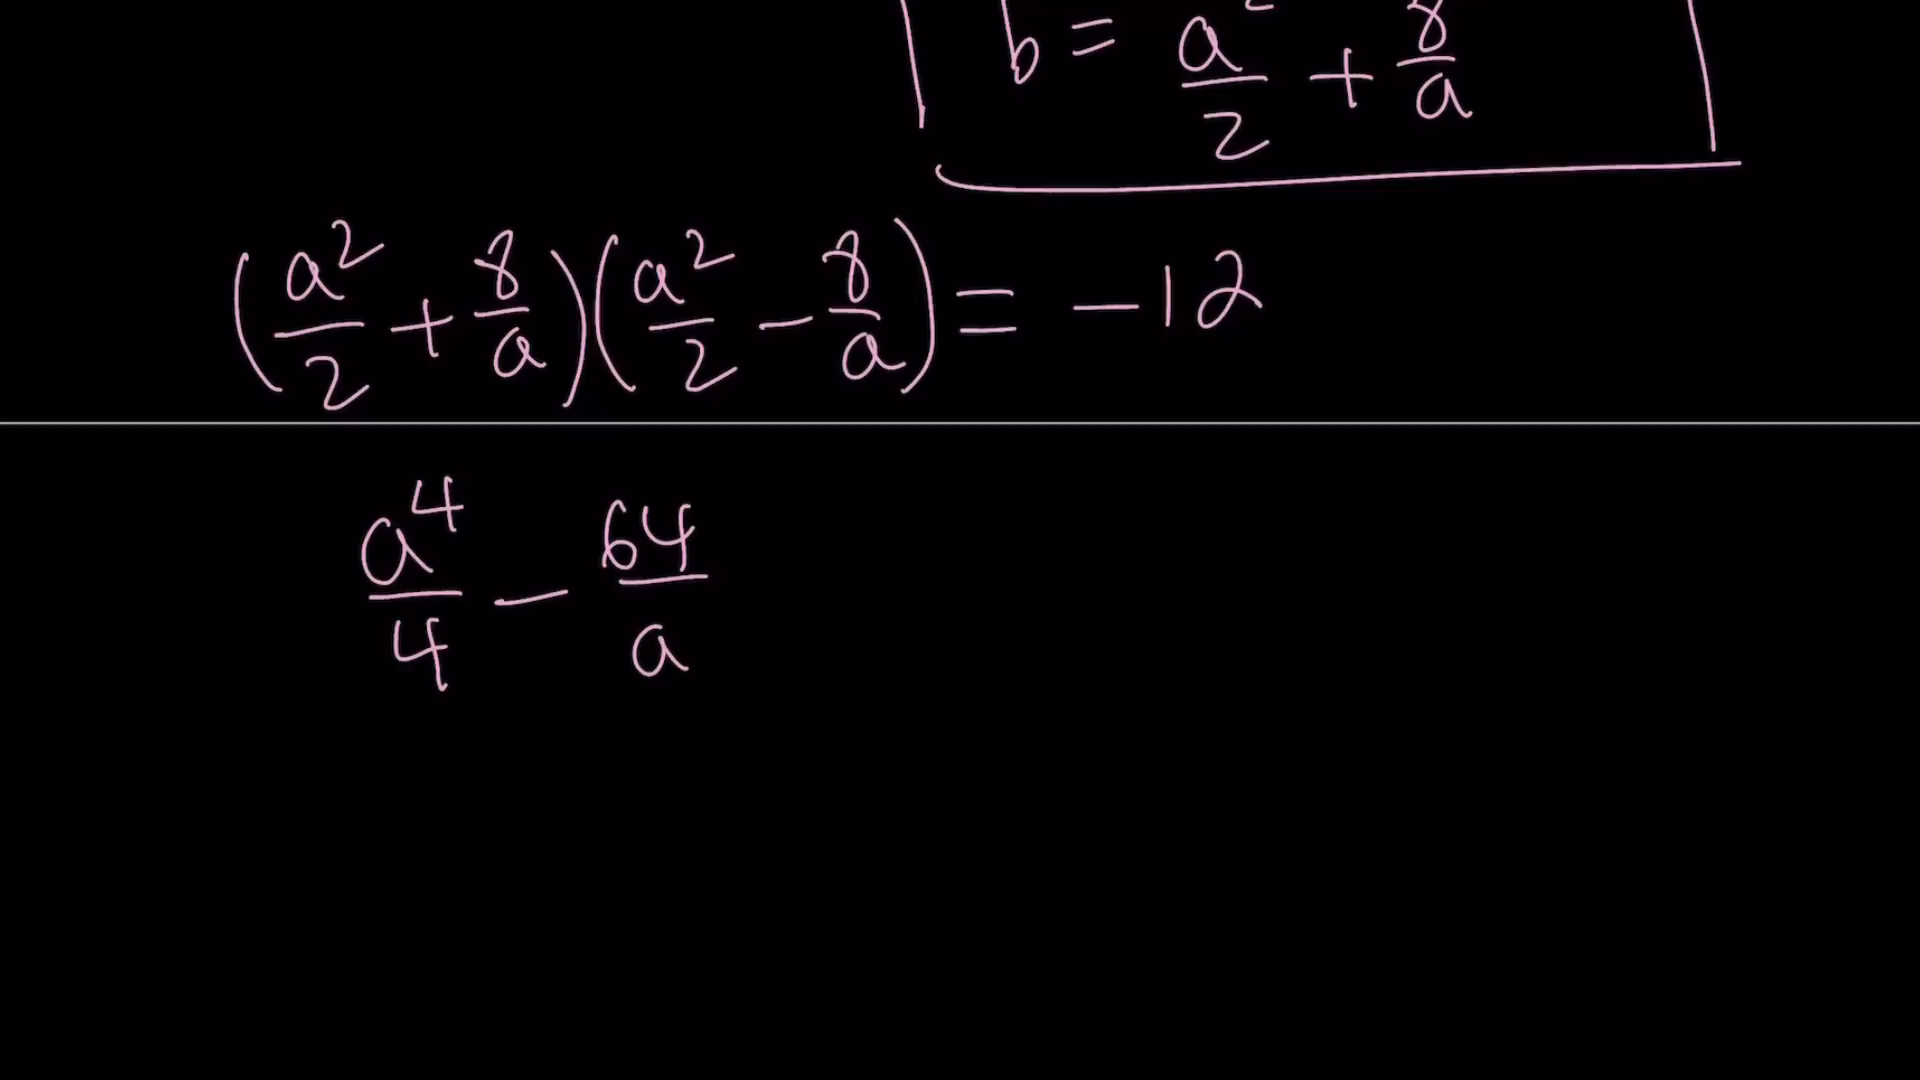 b = a²/2 + 8/a
(a²/2 + 8/a)(a²/2 - 8/a) = -12
a⁴/4 - 64/a